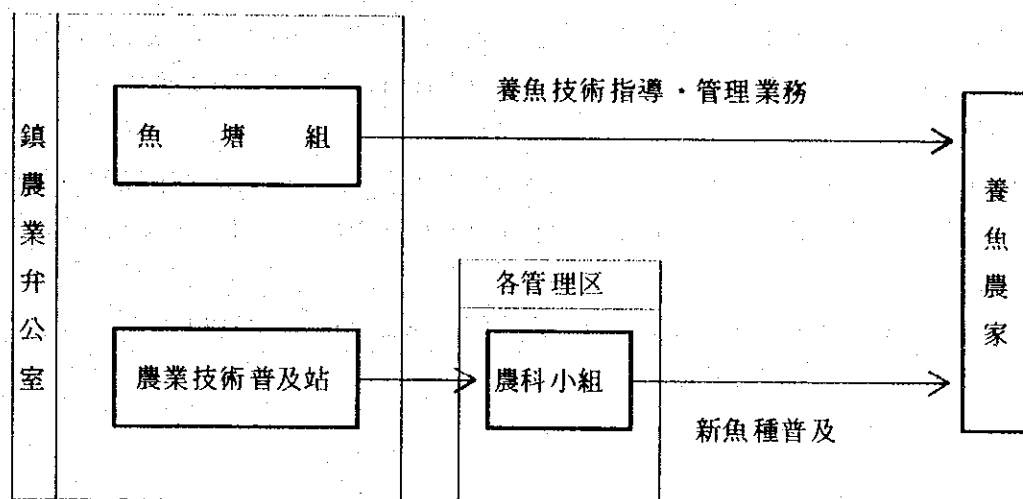 鎮農業弁公室
魚塘組
養魚技術指導・管理業務
養魚農家
各管理区
農業技術普及站
農科小組
新魚種普及